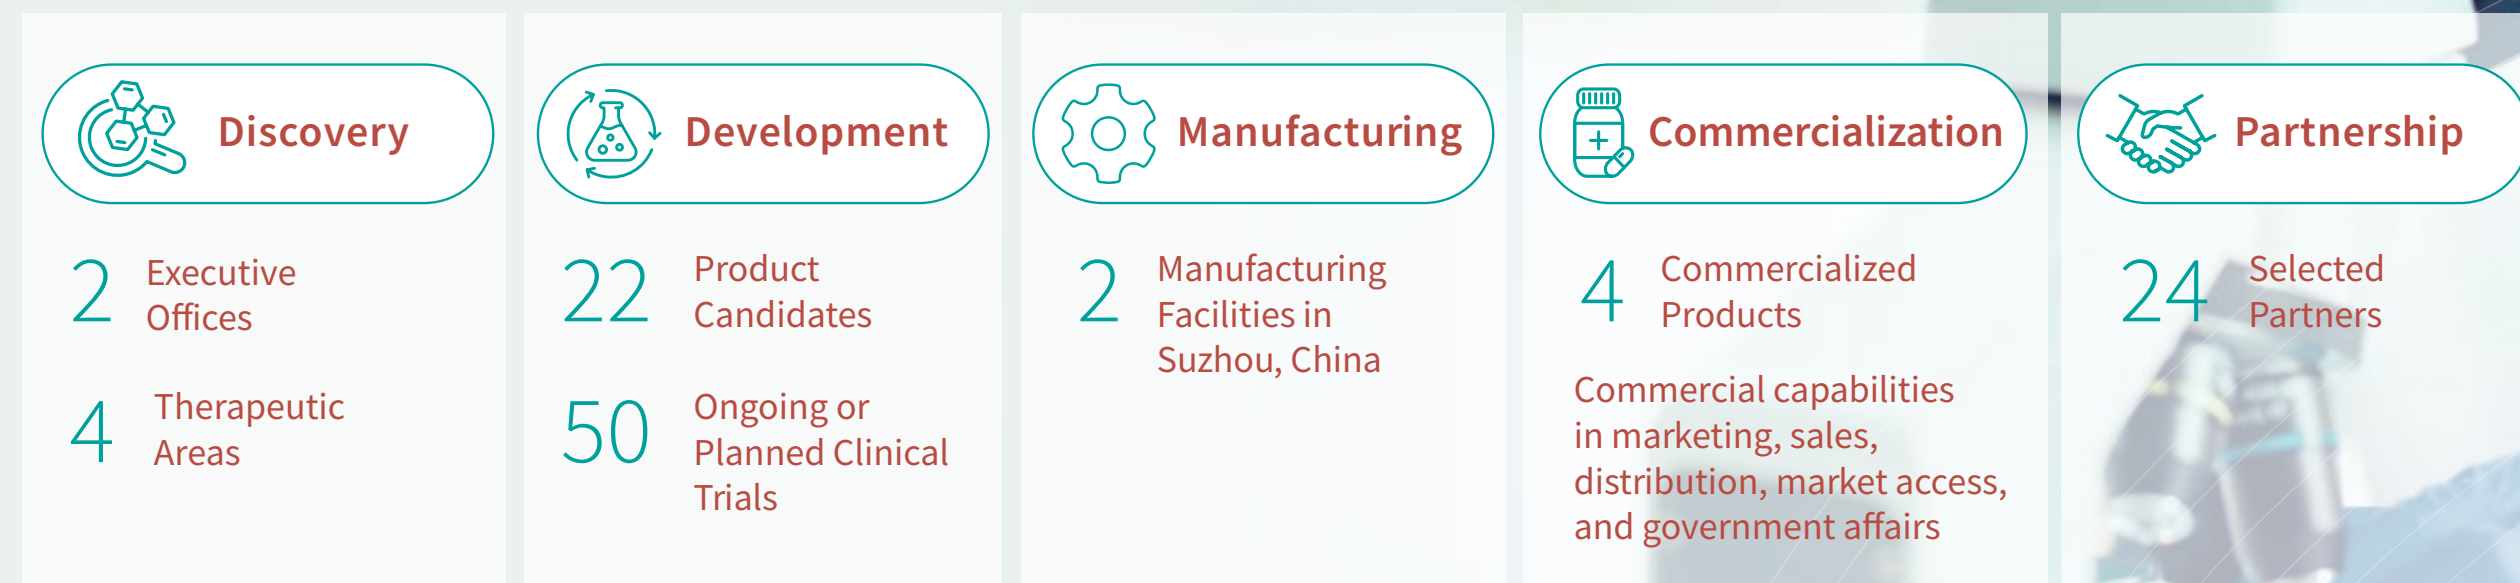 Discovery
2 Executive
Offices
4 Therapeutic
Areas
Development
22 Product
Candidates
50 Ongoing or
Planned Clinical
Trials
Manufacturing
2 Manufacturing
Facilities in
Suzhou, China
Commercialization
4 Commercialized
Products
Commercial capabilities
in marketing, sales,
distribution, market access,
and government affairs
Partnership
24 Selected
Partners